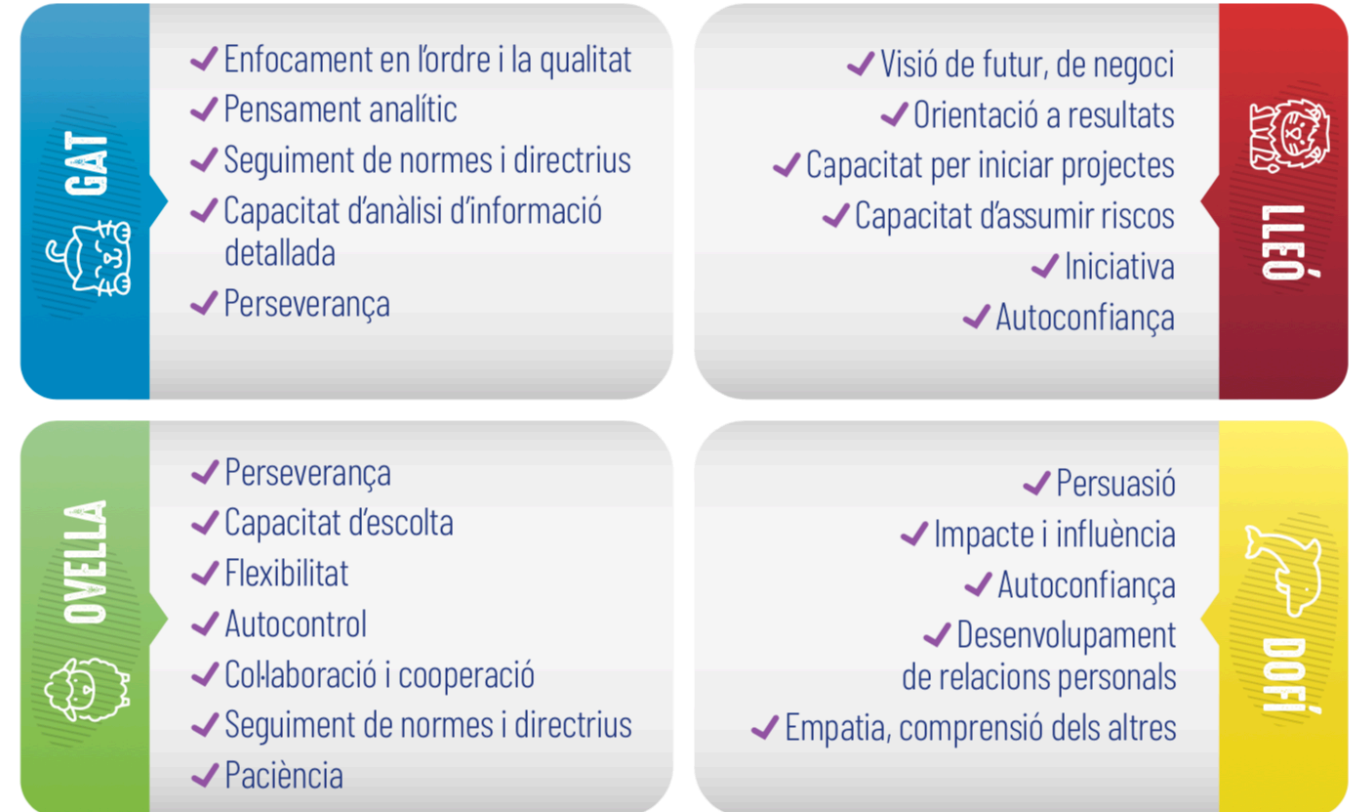 GAT
Enfocament en l'ordre i la qualitat
Pensament analític
Seguiment de normes i directrius
Capacitat d'anàlisi d'informació
detallada
Perseverança
LLEÓ
Visió de futur, de negoci
Orientació a resultats
Capacitat per iniciar projectes
Capacitat d'assumir riscos
Iniciativa
Autoconfiança
OVELLA
Perseverança
Capacitat d'escolta
Flexibilitat
Autocontrol
Col·laboració i cooperació
Seguiment de normes i directrius
Paciència
DOFÍ
Persuasió
Impacte i influència
Autoconfiança
Desenvolupament
de relacions personals
Empatia, comprensió dels altres